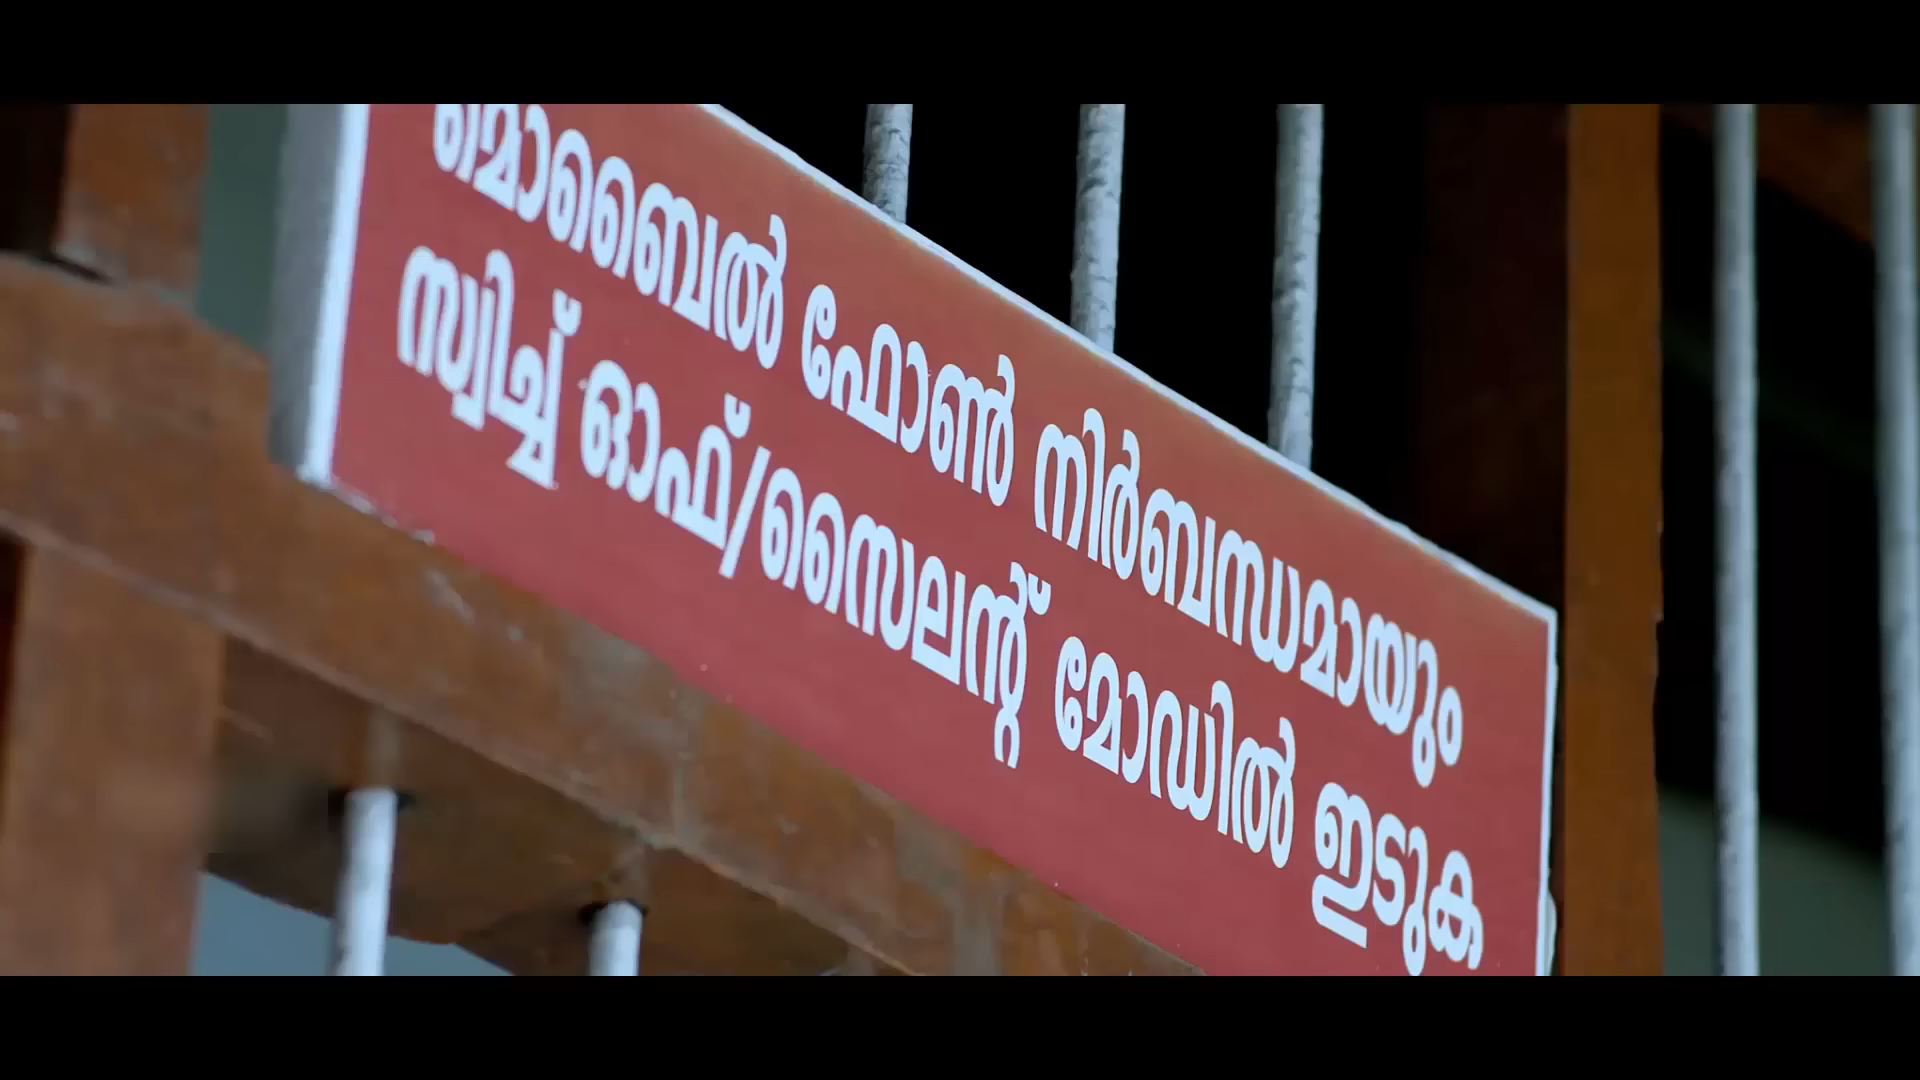 മൊബൈൽ ഫോൺ നിർബന്ധമായും
സ്വിച്ച് ഓഫ്/സൈലന്റ് മോഡിൽ ഇടുക